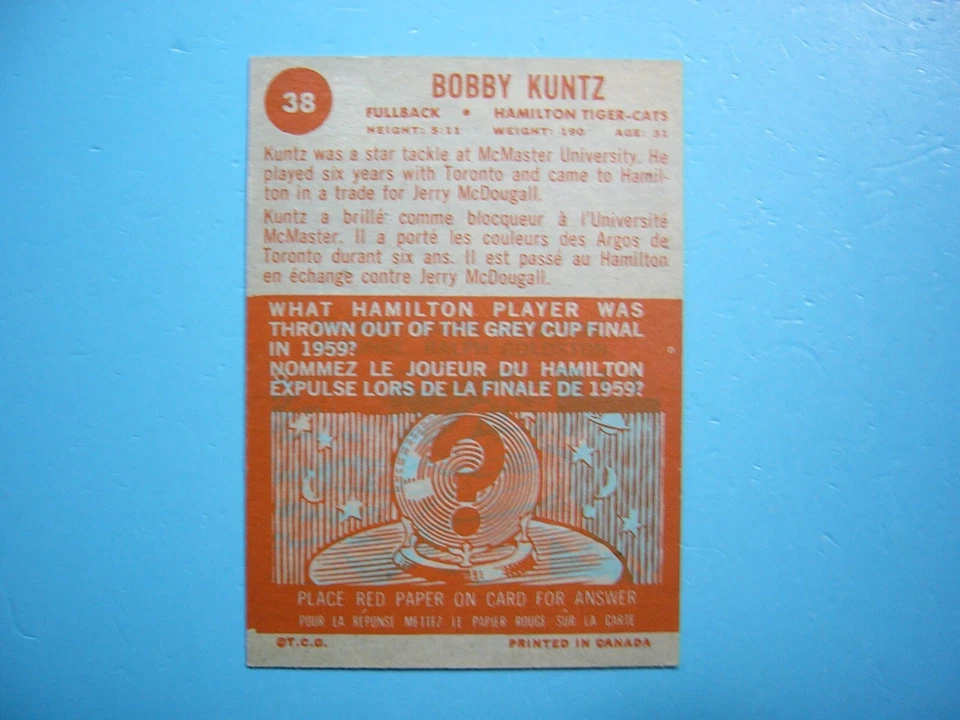 38
BOBBY KUNTZ
FULLBACK • HAMILTON TIGER-CATS
HEIGHT: 5:11 WEIGHT: 190 AGE: 31
Kuntz was a star tackle at McMaster University. He
played six years with Toronto and came to Hamil-
ton in a trade for Jerry McDougall.
Kuntz a brillé comme blocqueur à l'Université
McMaster. Il a porté les couleurs des Argos de
Toronto durant six ans. Il est passé au Hamilton
en échange contre Jerry McDougall.
WHAT HAMILTON PLAYER WAS
THROWN OUT OF THE GREY CUP FINAL
IN 1959?
NOMMEZ LE JOUEUR DU HAMILTON
EXPULSE LORS DE LA FINALE DE 1959?
?
PLACE RED PAPER ON CARD FOR ANSWER
POUR LA RÉPONSE METTEZ LE PAPIER ROUGE SÛR LA CARTE
©T.C.G. PRINTED IN CANADA